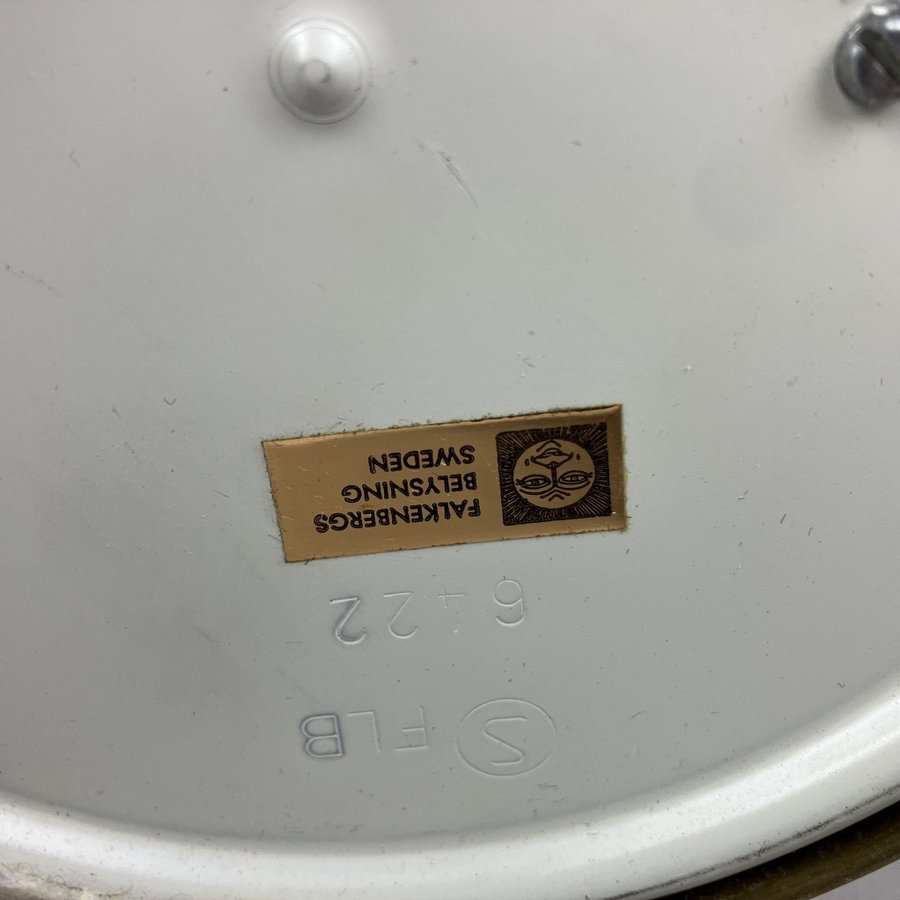 S FLB
6422
FALKENBERGS
BELYSNING
SWEDEN